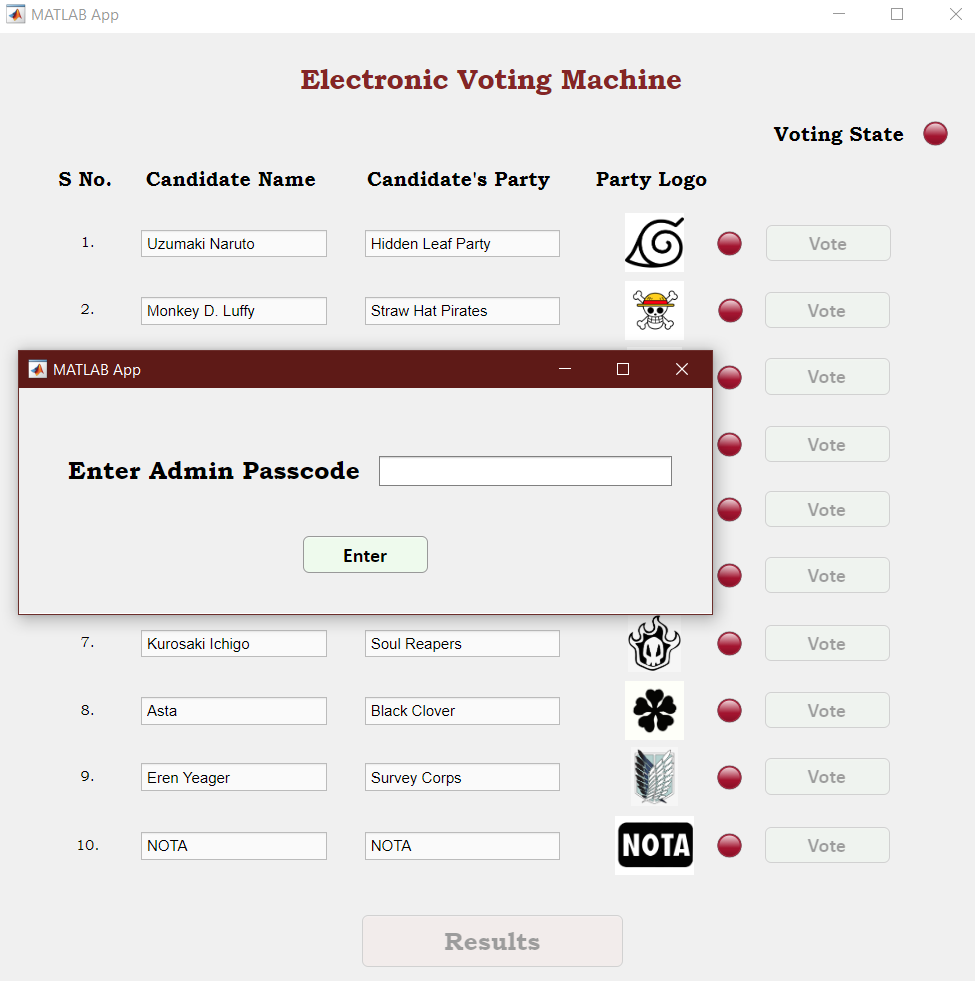 MATLAB App
Electronic Voting Machine
Voting State
S No. Candidate Name Candidate's Party Party Logo
1. Uzumaki Naruto Hidden Leaf Party Vote
2. Monkey D. Luffy Straw Hat Pirates Vote
MATLAB App
Vote
Vote
Enter Admin Passcode
Vote
Enter
Vote
7. Kurosaki Ichigo Soul Reapers Vote
8. Asta Black Clover Vote
9. Eren Yeager Survey Corps Vote
10. NOTA NOTA NOTA Vote
Results